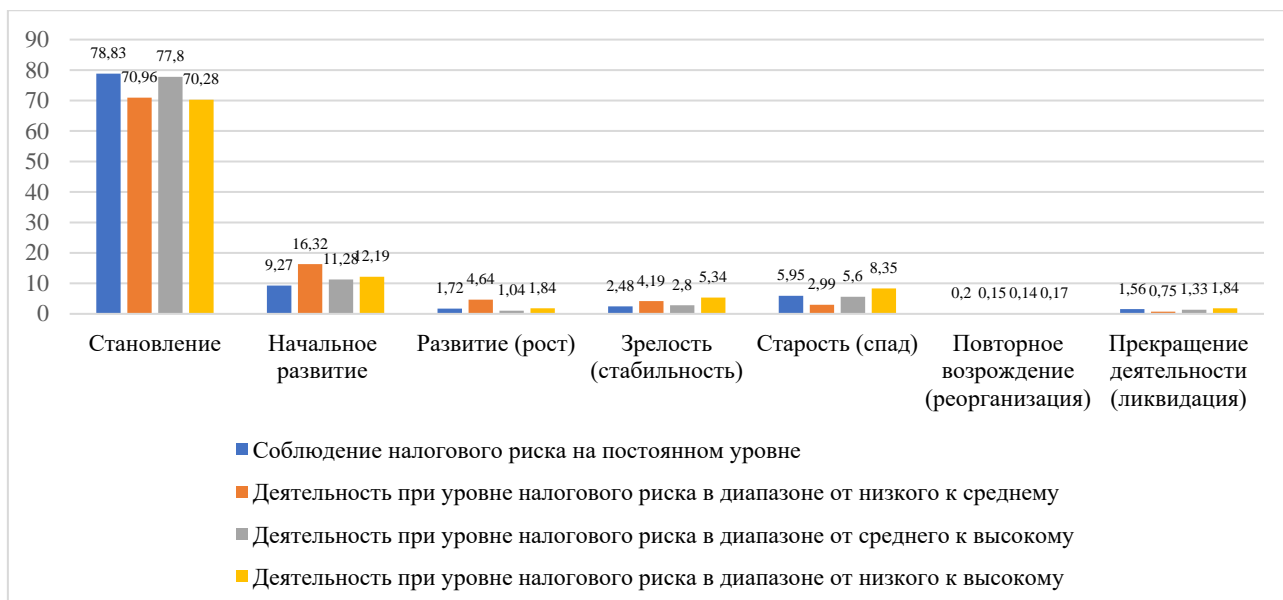 90
80
70
60
50
40
30
20
10
0
78,83
70,96
77,8
70,28
9,27
16,32
11,28
12,19
1,72
4,64
1,04
1,84
2,48
4,19
2,8
5,34
5,95
2,99
5,6
8,35
0,2
0,15
0,14
0,17
1,56
0,75
1,33
1,84
Становление
Начальное
развитие
Развитие (рост)
Зрелость
(стабильность)
Старость (спад)
Повторное
возрождение
(реорганизация)
Прекращение
деятельности
(ликвидация)
Соблюдение налогового риска на постоянном уровне
Деятельность при уровне налогового риска в диапазоне от низкого к среднему
Деятельность при уровне налогового риска в диапазоне от среднего к высокому
Деятельность при уровне налогового риска в диапазоне от низкого к высокому